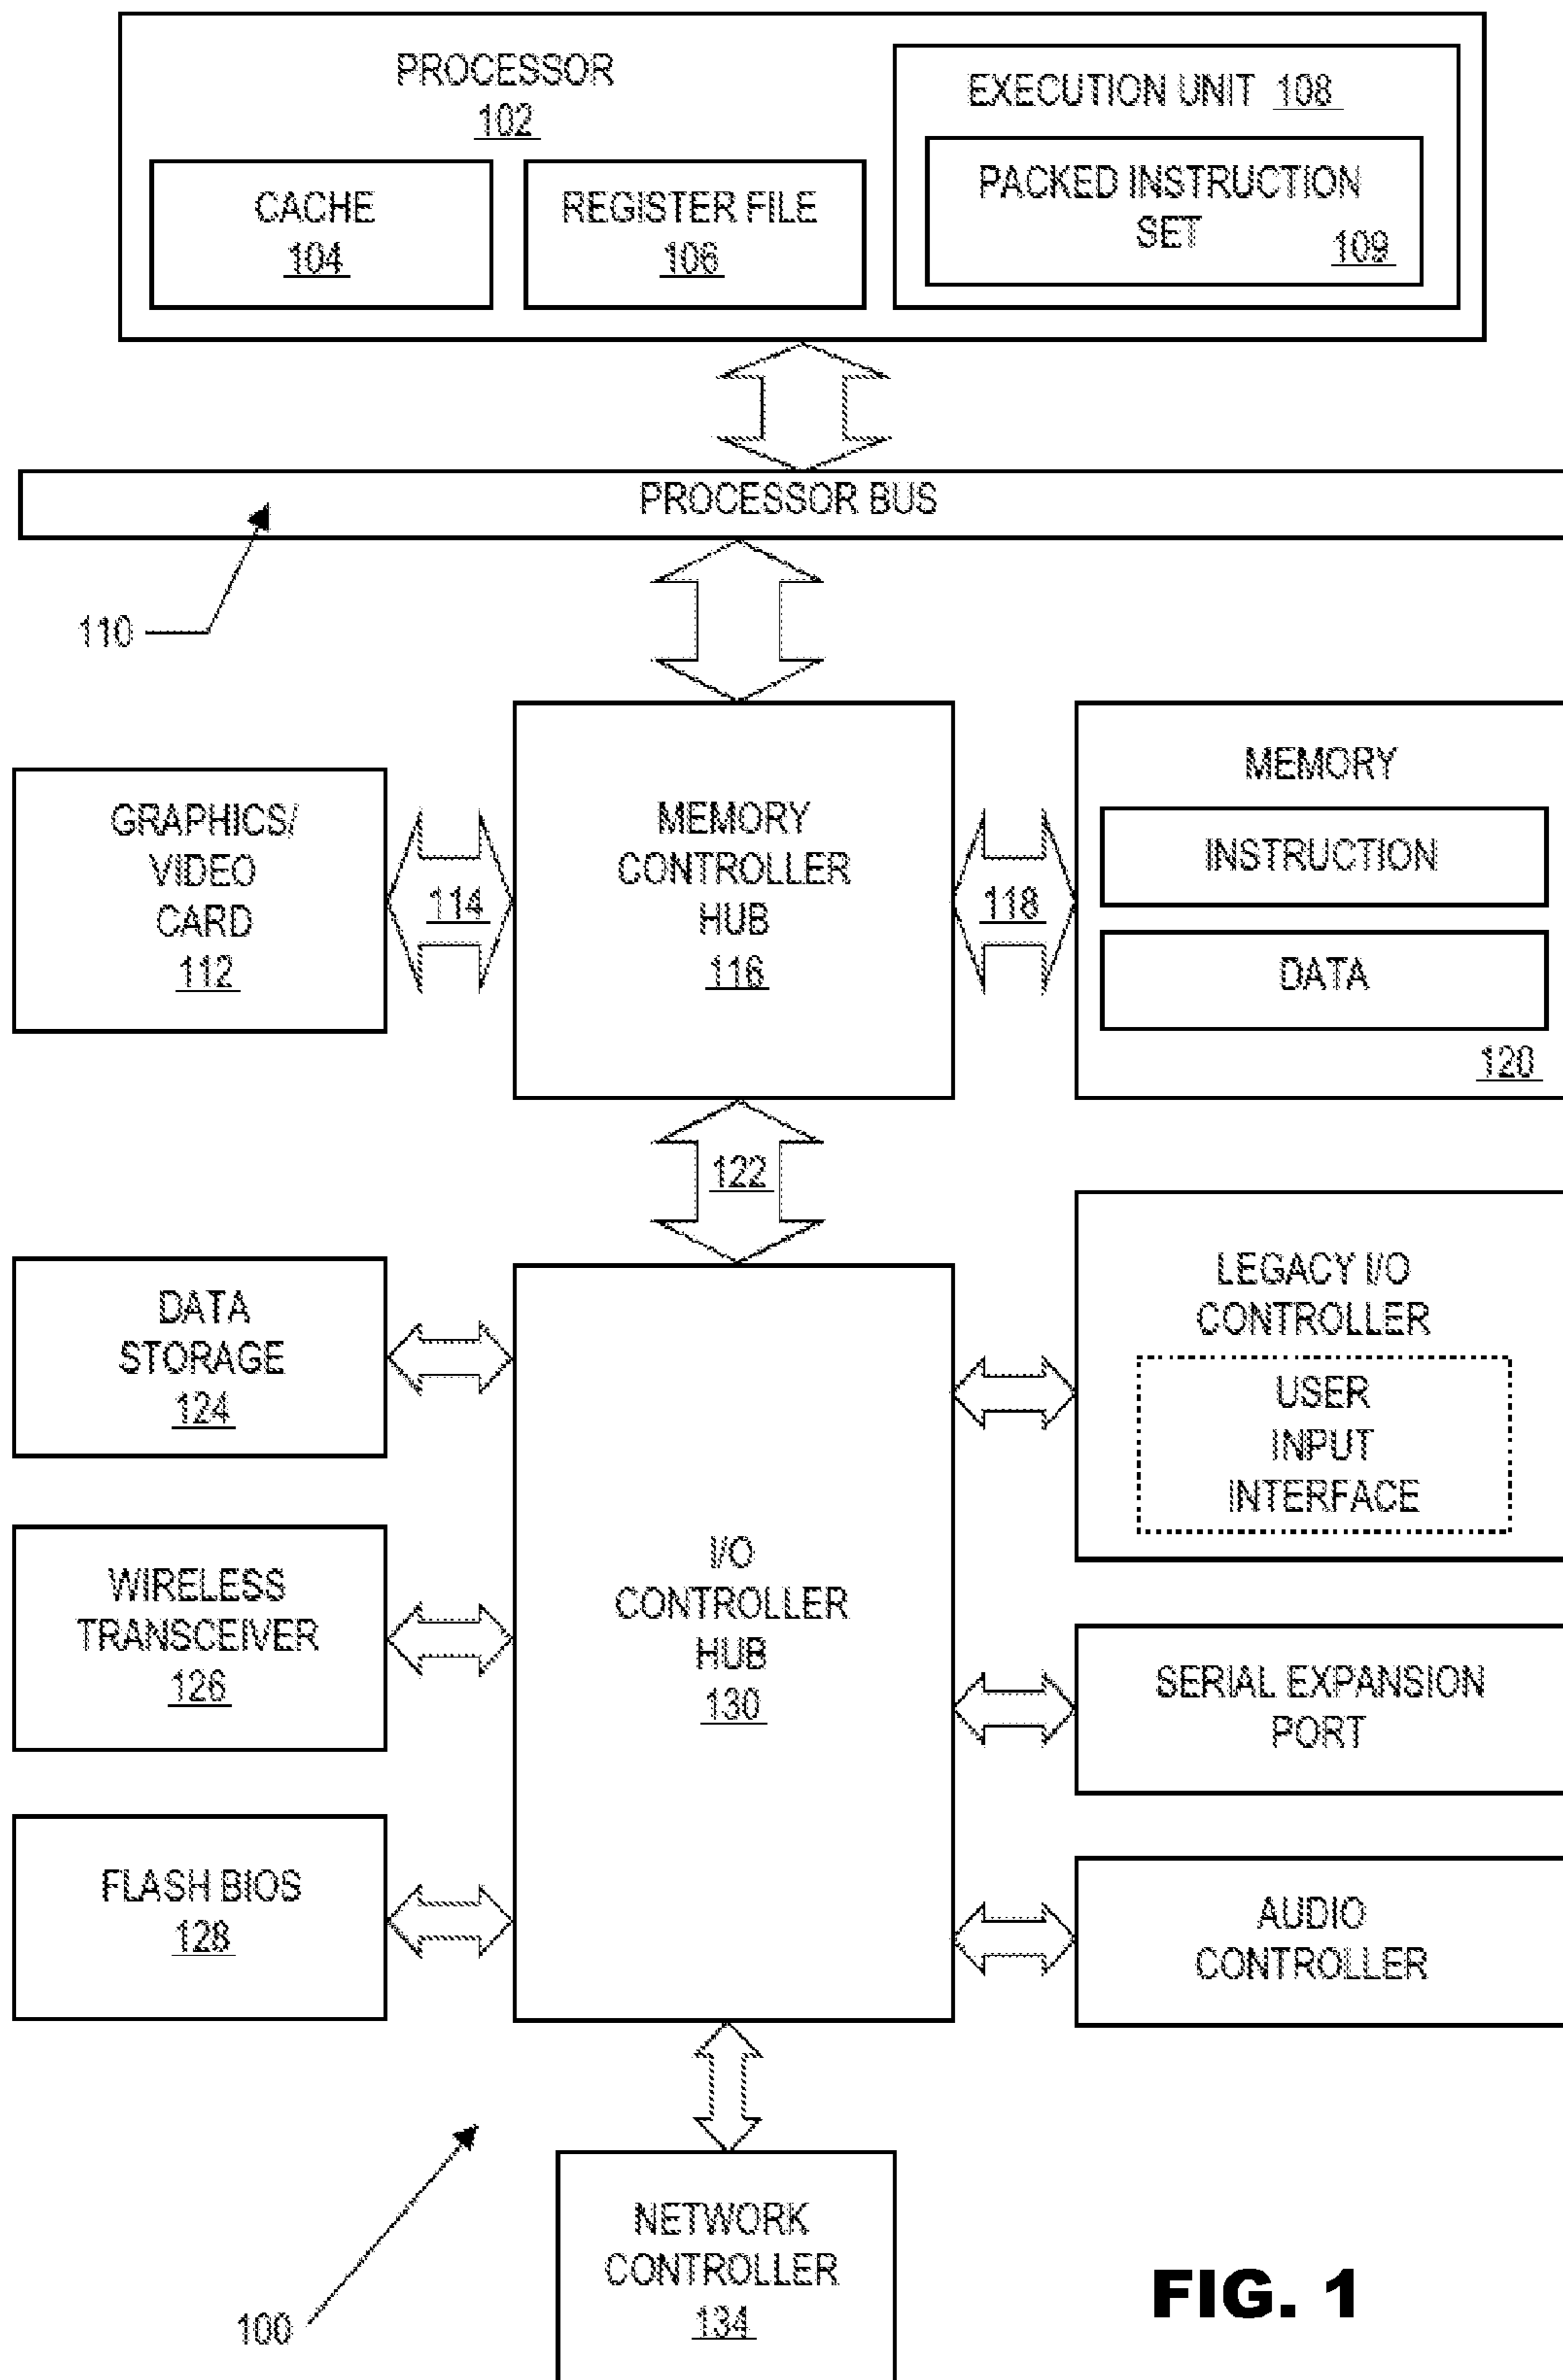 PROCESSOR
102
CACHE
104
REGISTER FILE
106
EXECUTION UNIT 108
PACKED INSTRUCTION
SET
109
PROCESSOR BUS
110
GRAPHICS/
VIDEO
CARD
112
114
MEMORY
CONTROLLER
HUB
116
118
MEMORY
INSTRUCTION
DATA
120
122
DATA
STORAGE
124
LEGACY I/O
CONTROLLER
USER
INPUT
INTERFACE
WIRELESS
TRANSCEIVER
126
I/O
CONTROLLER
HUB
130
SERIAL EXPANSION
PORT
FLASH BIOS
128
AUDIO
CONTROLLER
NETWORK
CONTROLLER
134
100
FIG. 1